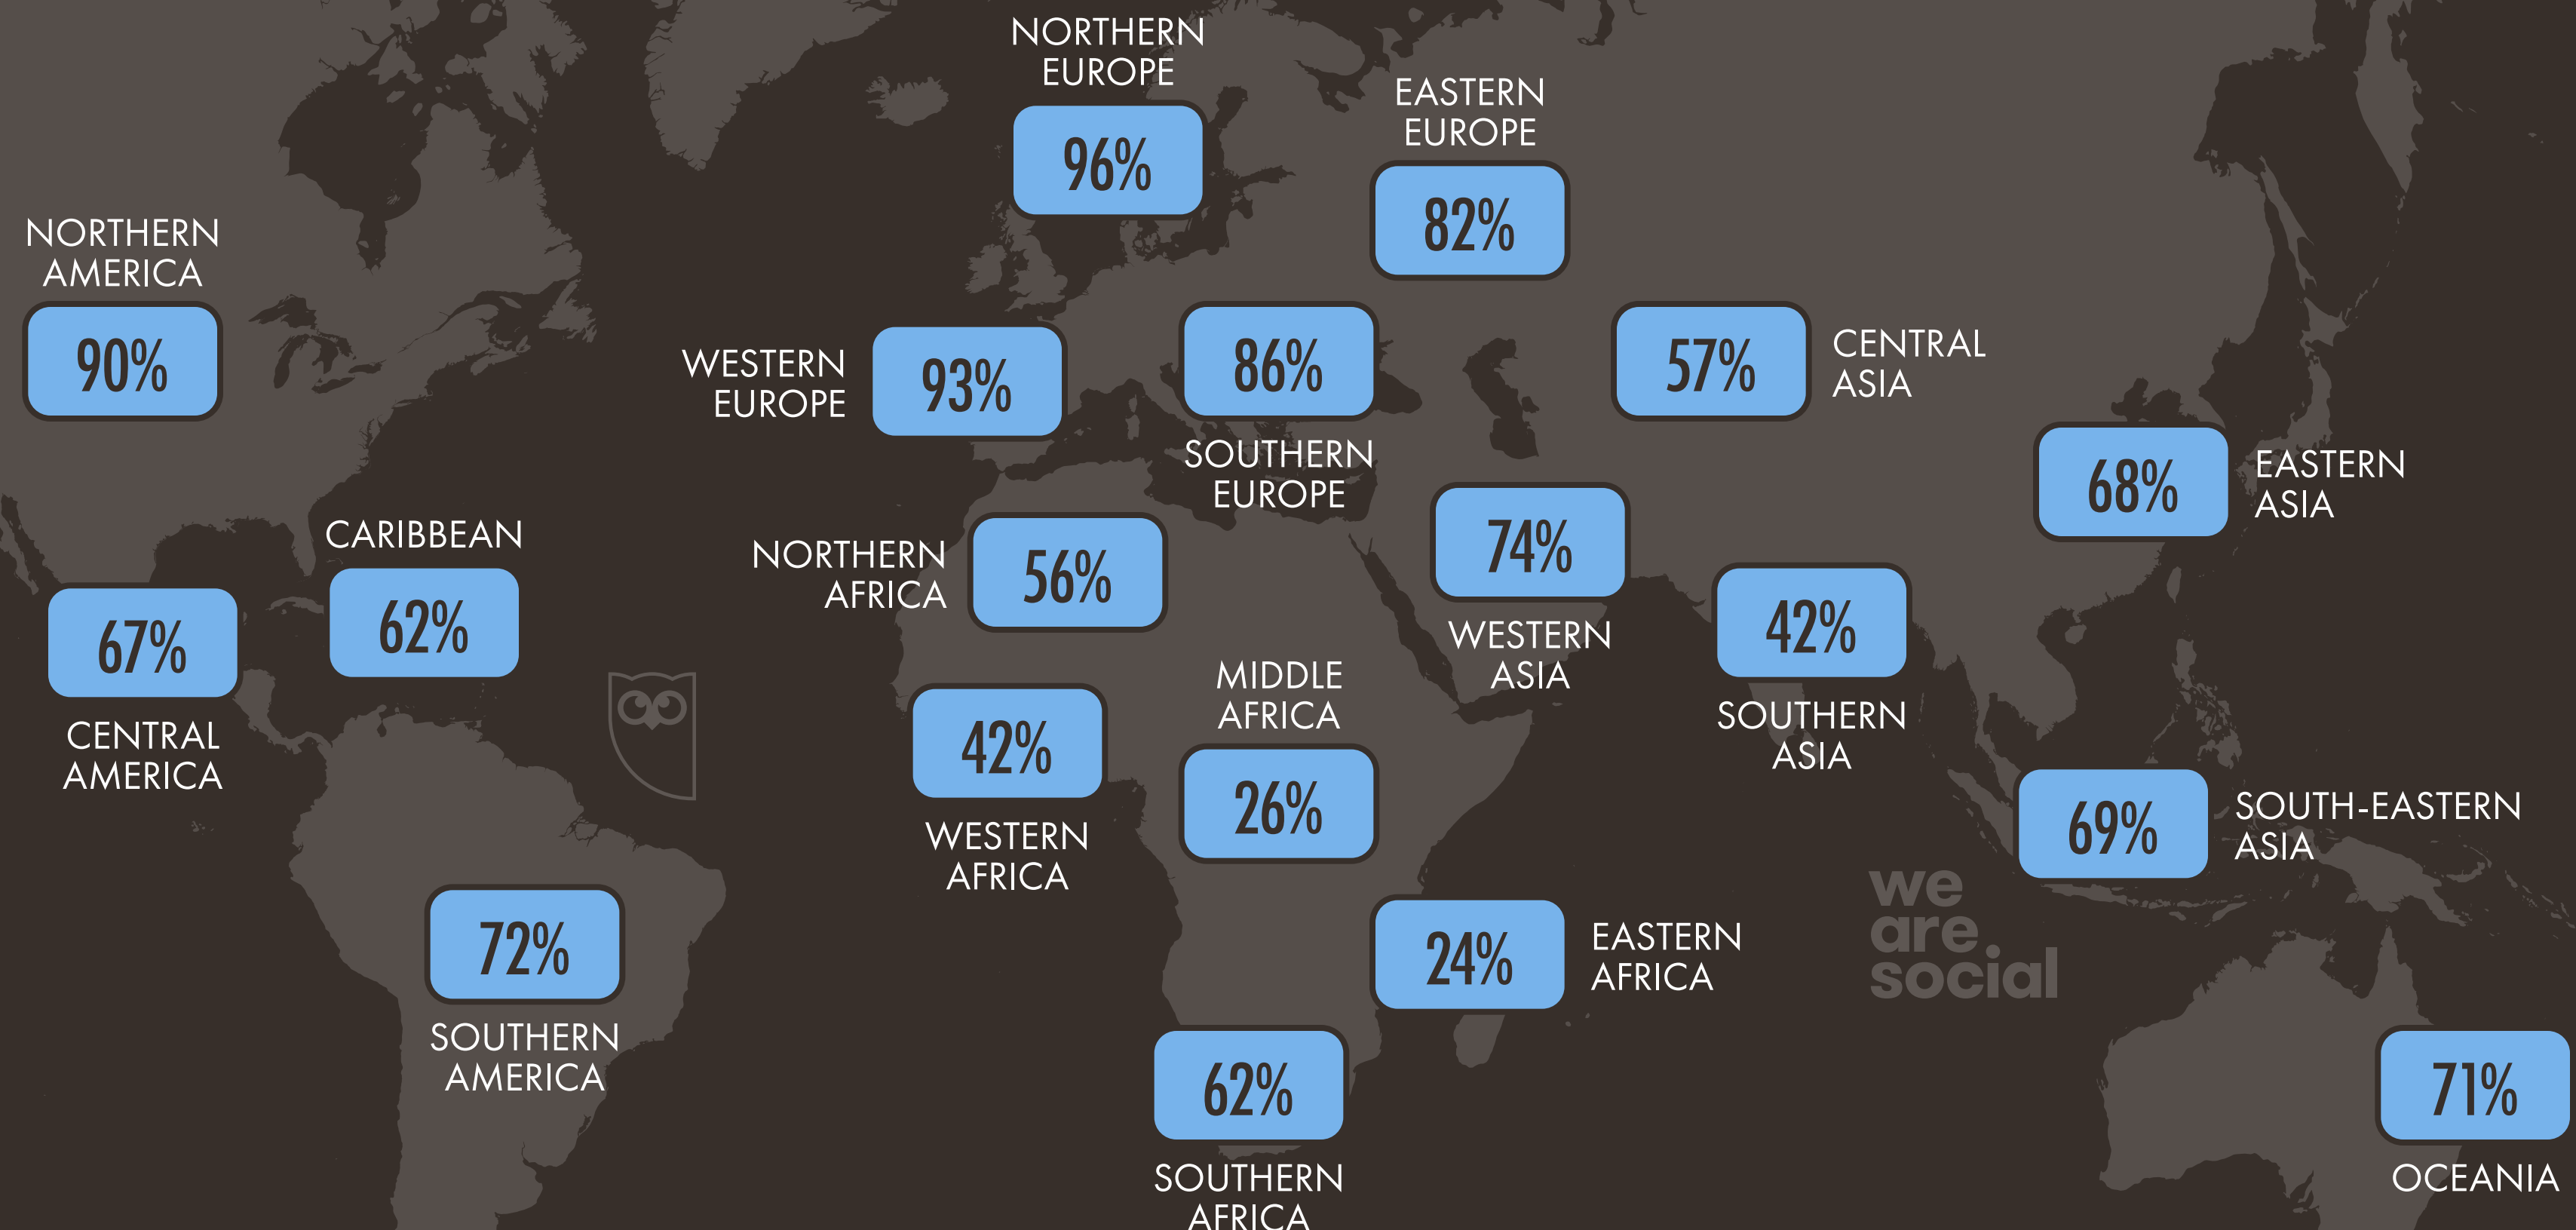 NORTHERN
EUROPE
96%
EASTERN
EUROPE
82%
NORTHERN
AMERICA
90%
WESTERN
EUROPE
93%
86%
SOUTHERN
EUROPE
57%
CENTRAL
ASIA
68%
EASTERN
ASIA
CARIBBEAN
62%
67%
CENTRAL
AMERICA
NORTHERN
AFRICA
56%
74%
WESTERN
ASIA
42%
SOUTHERN
ASIA
42%
WESTERN
AFRICA
MIDDLE
AFRICA
26%
69%
SOUTH-EASTERN
ASIA
72%
SOUTHERN
AMERICA
24%
EASTERN
AFRICA
we
are
social
62%
SOUTHERN
AFRICA
71%
OCEANIA